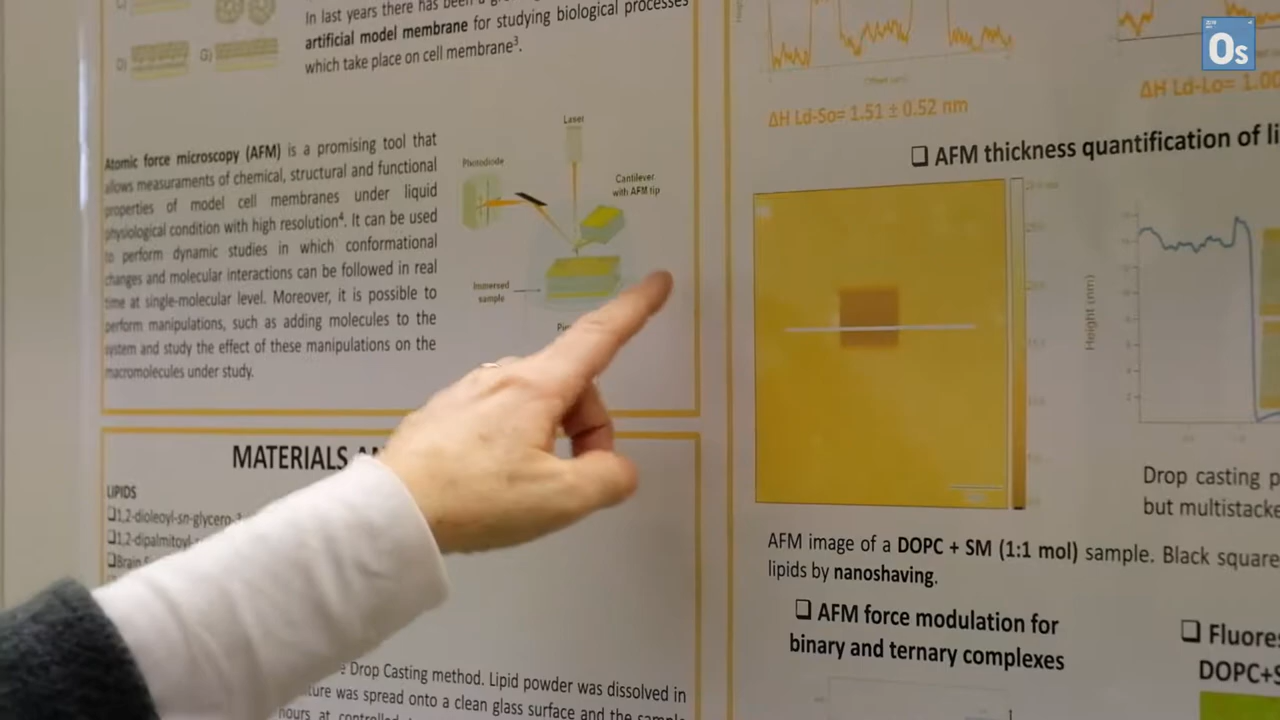 In last years there has been a
artificial model membrane for studying biological processes
which take place on cell membrane³.
D)
G)
Atomic force microscopy (AFM) is a promising tool that
allows measuraments of chemical, structural and functional
properties of model cell membranes under liquid
physiological condition with high resolution⁴. It can be used
to perform dynamic studies in which conformational
changes and molecular interactions can be followed in real
time at single-molecular level. Moreover, it is possible to
perform manipulations, such as adding molecules to the
system and study the effect of these manipulations on the
macromolecules under study.
Laser
Photodiode
Cantilever
with AFM tip
Immersed
sample
MATERIALS
LIPIDS
❑1,2-dioleoyl-sn-glycero-
❑1,2-dipalmitoyl-
❑Brain
Drop Casting method. Lipid powder was dissolved in
was spread onto a clean glass surface and the sample
hours at
Os
ΔH Ld-So= 1.51 ± 0.52 nm
ΔH Ld-Lo= 1.00
❑ AFM thickness quantification of li
Height (nm)
Drop casting p
but multistacke
AFM image of a DOPC + SM (1:1 mol) sample. Black square
lipids by nanoshaving.
❑ AFM force modulation for
binary and ternary complexes
❑ Fluores
DOPC+S